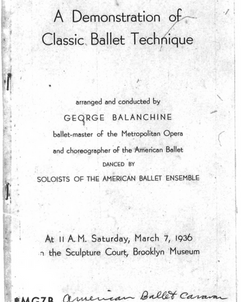 A Demonstration of
Classic Ballet Technique
arranged and conducted by
GEORGE BALANCHINE
ballet-master of the Metropolitan Opera
and choreographer of the American Ballet
DANCED BY
SOLOISTS OF THE AMERICAN BALLET ENSEMBLE
At 11 A.M. Saturday, March 7, 1936
n the Sculpture Court, Brooklyn Museum
*MGZB American Ballet Caravan